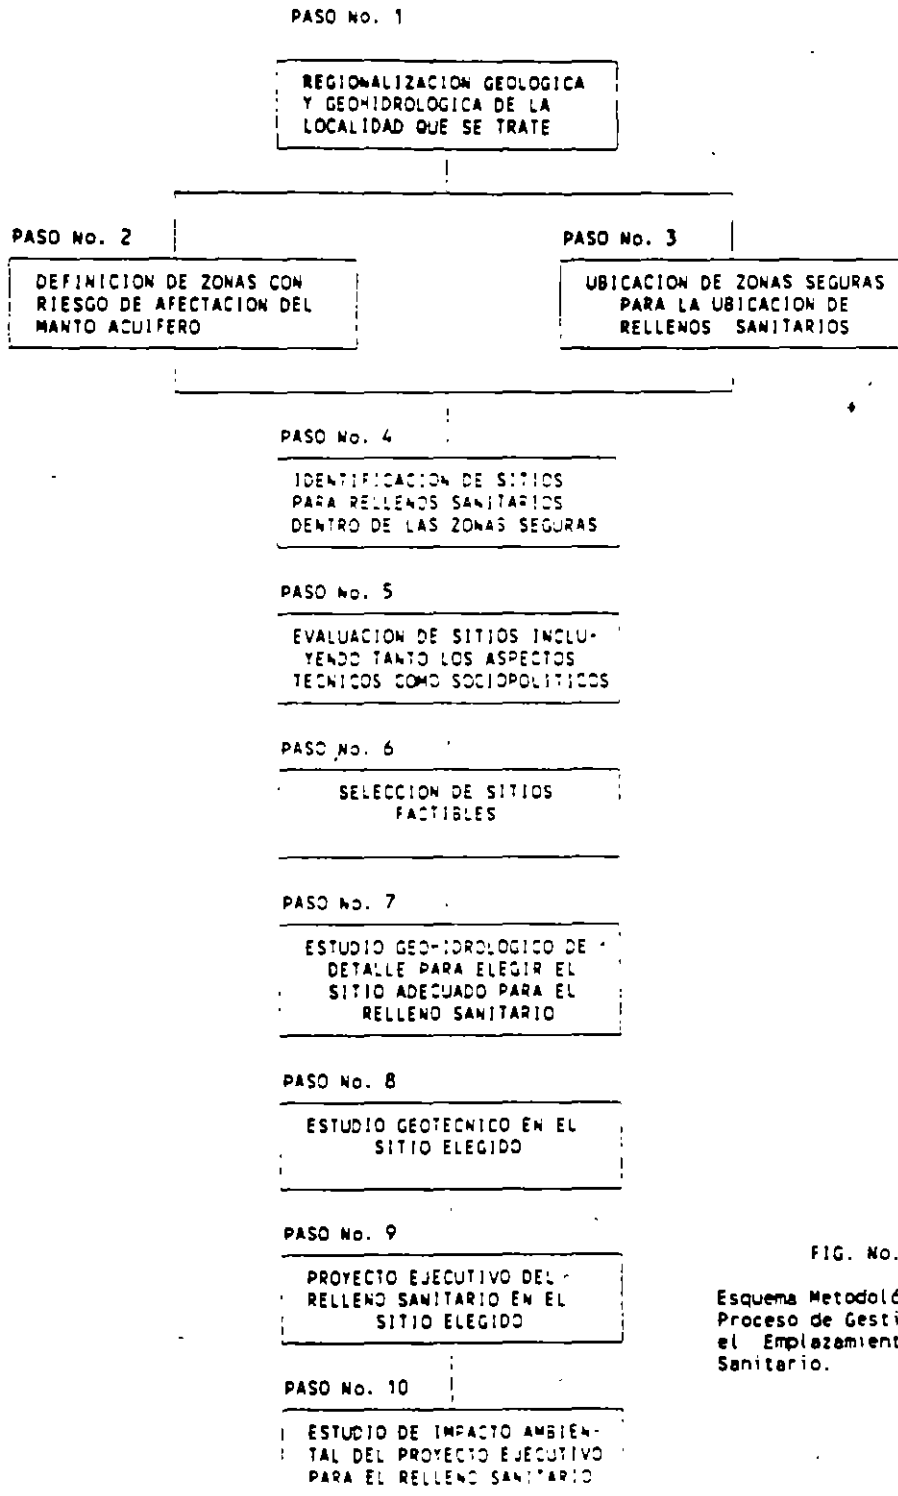 PASO No. 1
REGIONALIZACION GEOLOGICA
Y GEOHIDROLOGICA DE LA
LOCALIDAD QUE SE TRATE
PASO No. 2
DEFINICION DE ZONAS CON
RIESGO DE AFECTACION DEL
MANTO ACUIFERO
PASO No. 3
UBICACION DE ZONAS SEGURAS
PARA LA UBICACION DE
RELLENOS SANITARIOS
PASO No. 4
IDENTIFICACION DE SITIOS
PARA RELLENOS SANITARIOS
DENTRO DE LAS ZONAS SEGURAS
PASO No. 5
EVALUACION DE SITIOS INCLU-
YENDO TANTO LOS ASPECTOS
TECNICOS COMO SOCIOPOLITICOS
PASO No. 6
SELECCION DE SITIOS
FACTIBLES
PASO No. 7
ESTUDIO GEO-IDROLOGICO DE
DETALLE PARA ELEGIR EL
SITIO ADECUADO PARA EL
RELLENO SANITARIO
PASO No. 8
ESTUDIO GEOTECNICO EN EL
SITIO ELEGIDO
PASO No. 9
PROYECTO EJECUTIVO DEL
RELLENO SANITARIO EN EL
SITIO ELEGIDO
FIG. No.
Esquema Metodoló
Proceso de Gesti
el Emplazamient
Sanitario.
PASO No. 10
ESTUDIO DE IMPACTO AMBIEN-
TAL DEL PROYECTO EJECUTIVO
PARA EL RELLENO SANITARIO